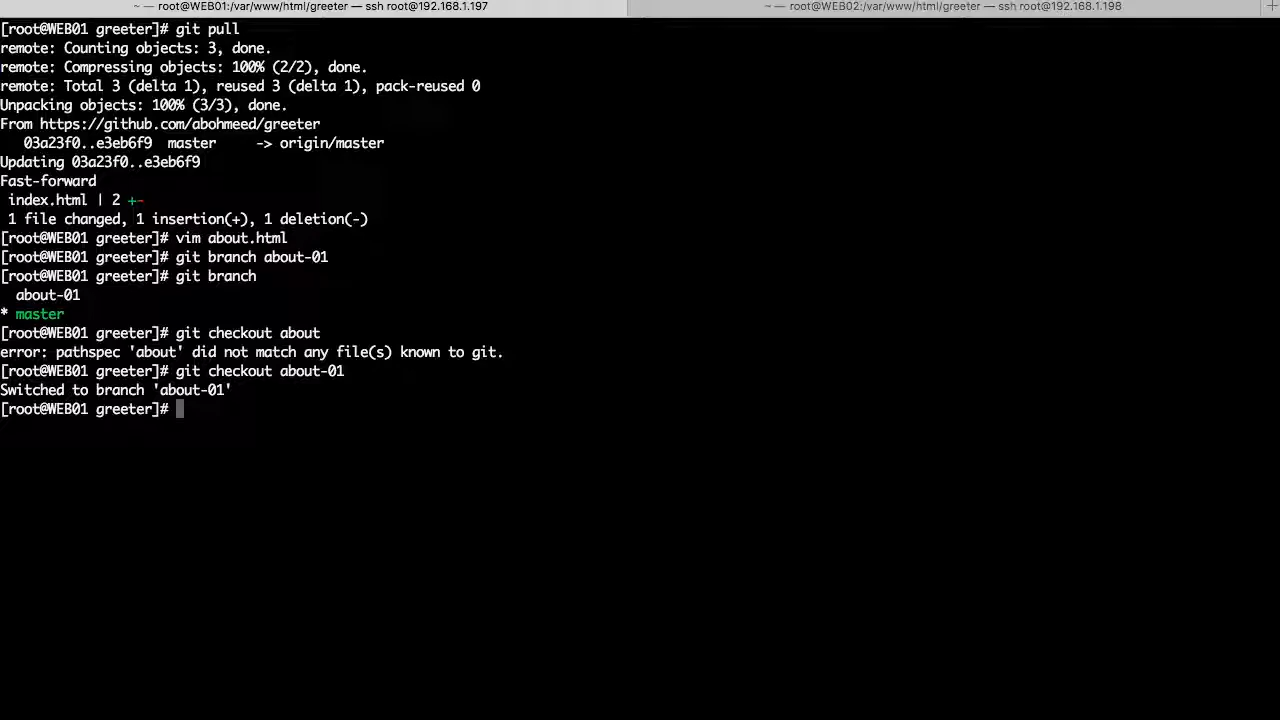 ~ — root@WEB01:/var/www/html/greeter — ssh root@192.168.1.197
~ — root@WEB02:/var/www/html/greeter — ssh root@192.168.1.198
+
[root@WEB01 greeter]# git pull
remote: Counting objects: 3, done.
remote: Compressing objects: 100% (2/2), done.
remote: Total 3 (delta 1), reused 3 (delta 1), pack-reused 0
Unpacking objects: 100% (3/3), done.
From https://github.com/abohmeed/greeter
   03a23f0..e3eb6f9  master     -> origin/master
Updating 03a23f0..e3eb6f9
Fast-forward
 index.html | 2 +-
 1 file changed, 1 insertion(+), 1 deletion(-)
[root@WEB01 greeter]# vim about.html
[root@WEB01 greeter]# git branch about-01
[root@WEB01 greeter]# git branch
  about-01
* master
[root@WEB01 greeter]# git checkout about
error: pathspec 'about' did not match any file(s) known to git.
[root@WEB01 greeter]# git checkout about-01
Switched to branch 'about-01'
[root@WEB01 greeter]#